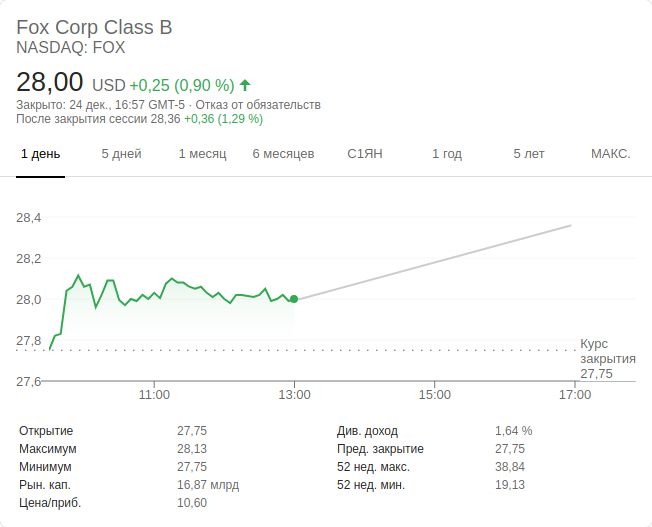 Fox Corp Class B
NASDAQ: FOX
28,00 USD +0,25 (0,90 %)
Закрыто: 24 дек., 16:57 GMT-5 · Отказ от обязательств
После закрытия сессии 28,36 +0,36 (1,29 %)
1 день 5 дней 1 месяц 6 месяцев С1ЯН 1 год 5 лет МАКС.
28,4
28,2
28,0
27,8
Курс
закрытия
27,75
27,6
11:00 13:00 15:00 17:00
Открытие 27,75 Див. доход 1,64 %
Максимум 28,13 Пред. закрытие 27,75
Минимум 27,75 52 нед. макс. 38,84
Рын. кап. 16,87 млрд 52 нед. мин. 19,13
Цена/приб. 10,60